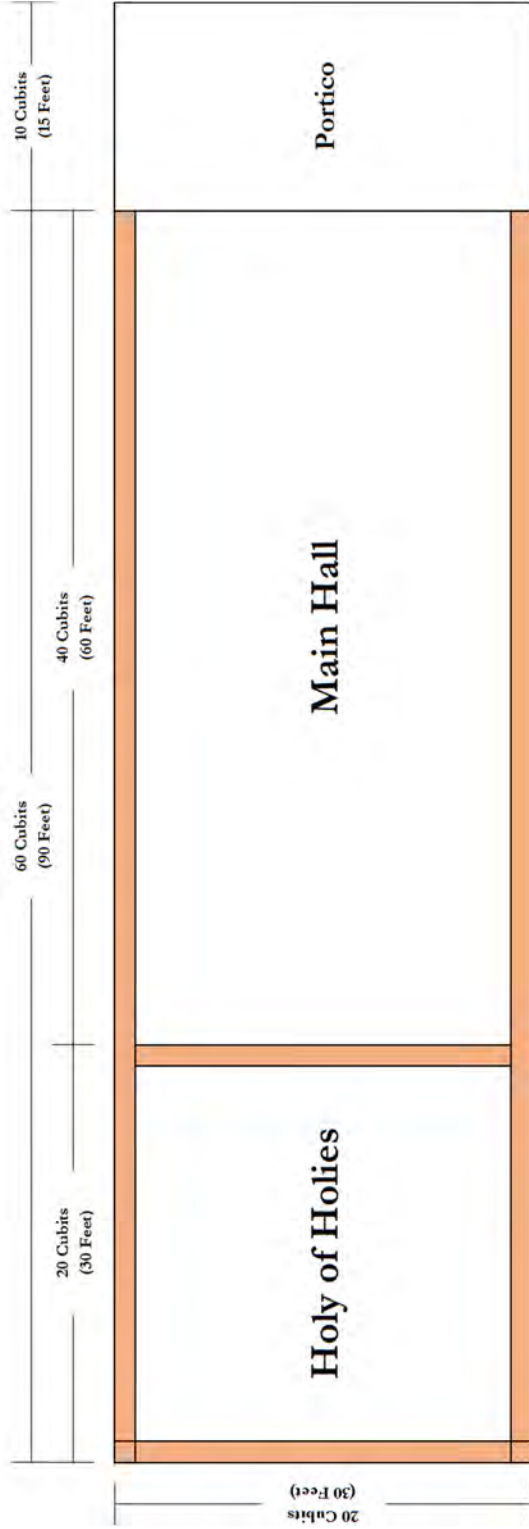 10 Cubits
(15 Feet)
60 Cubits
(90 Feet)
40 Cubits
(60 Feet)
20 Cubits
(30 Feet)
Portico
Main Hall
Holy of Holies
20 Cubits
(30 Feet)